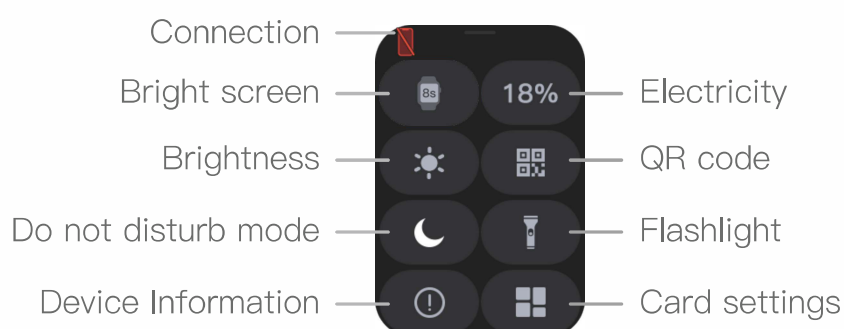 Connection
Bright screen 8s 18% Electricity
Brightness QR code
Do not disturb mode Flashlight
Device Information Card settings